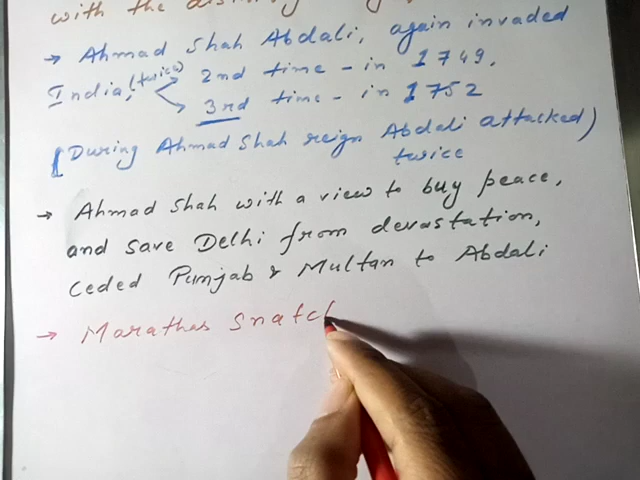 with the
→ Ahmad Shah Abdali, again invaded
India, (twice) → 2nd time - in 1749.
→ 3rd time - in 1752
[During Ahmad Shah reign Abdali attacked)
twice
→ Ahmad Shah with a view to buy peace,
and save Delhi from devastation,
ceded Punjab & Multan to Abdali
→ Marathas Snatc